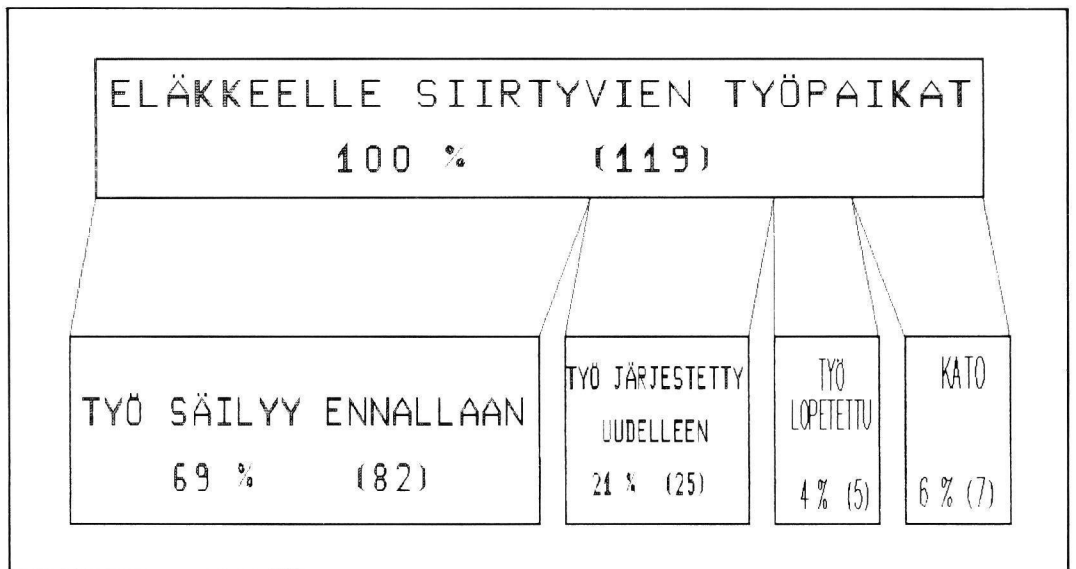 ELÄKKEELLE SIIRTYVIEN TYÖPAIKAT
100 % (119)
TYÖ SÄILYY ENNALLAAN
69 % (82)
TYÖ JÄRJESTETTY
UUDELLEEN
21 % (25)
TYÖ
LOPETETTU
4 % (5)
KATO
6 % (7)